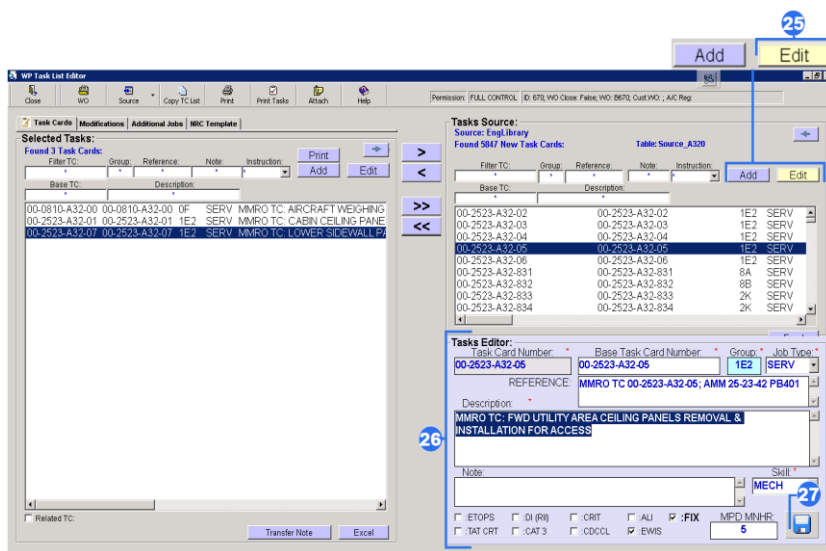 25
Add Edit
WP Task List Editor
Close WO Source Copy TC List Print Print Tasks Attach Help
Permission: FULL CONTROL ID: 670; WO Close: False; WO: B670; Cust.WO: ; A/C Reg:
Task Cards Modifications Additional Jobs NRC Template
Selected Tasks:
Found 3 Task Cards:
Filter TC: Group: Reference: Note: Instruction:
Print
Add Edit
* * * * *
Base TC: Description:
* *
00-0810-A32-00 00-0810-A32-00 0F SERV MMRO TC: AIRCRAFT WEIGHING
00-2523-A32-01 00-2523-A32-01 1E2 SERV MMRO TC: CABIN CEILING PANE
00-2523-A32-07 00-2523-A32-07 1E2 SERV MMRO TC: LOWER SIDEWALL PA
Related TC:
Transfer Note Excel
>
<
>>
<<
Tasks Source:
Source: EngLibrary
Found 5847 New Task Cards: Table: Source_A320
Filter TC: Group: Reference: Note: Instruction:
* * * * *
Add Edit
Base TC: Description:
* *
00-2523-A32-02 00-2523-A32-02 1E2 SERV
00-2523-A32-03 00-2523-A32-03 1E2 SERV
00-2523-A32-04 00-2523-A32-04 1E2 SERV
00-2523-A32-05 00-2523-A32-05 1E2 SERV
00-2523-A32-06 00-2523-A32-06 1E2 SERV
00-2523-A32-831 00-2523-A32-831 8A SERV
00-2523-A32-832 00-2523-A32-832 8B SERV
00-2523-A32-833 00-2523-A32-833 2K SERV
00-2523-A32-834 00-2523-A32-834 2K SERV
26
Tasks Editor:
Task Card Number: * Base Task Card Number: * Group: * Job Type: *
00-2523-A32-05 00-2523-A32-05 1E2 SERV
REFERENCE: MMRO TC 00-2523-A32-05; AMM 25-23-42 PB401
Description: *
MMRO TC: FWD UTILITY AREA CEILING PANELS REMOVAL &
INSTALLATION FOR ACCESS
Note: Skill: *
MECH
27
:ETOPS :DI (RII) :CRIT :ALI :FIX MPD MNHR:
:TAT CRT :CAT 3 :CDCCL :EWIS 5